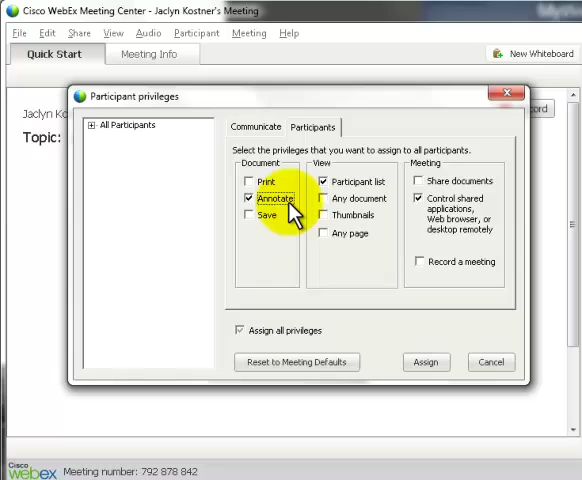 Cisco WebEx Meeting Center - Jaclyn Kostner's Meeting
File Edit Share View Audio Participant Meeting Help
Quick Start Meeting Info New Whiteboard
Participant privileges
Jaclyn Ko
ord
Topic:
All Participants
Communicate Participants
Select the privileges that you want to assign to all participants.
Document View Meeting
Print Participant list Share documents
Annotate Any document Control shared
applications,
Web browser, or
desktop remotely
Save Thumbnails
Any page
Record a meeting
Assign all privileges
Reset to Meeting Defaults Assign Cancel
Cisco
webex Meeting number: 792 878 842